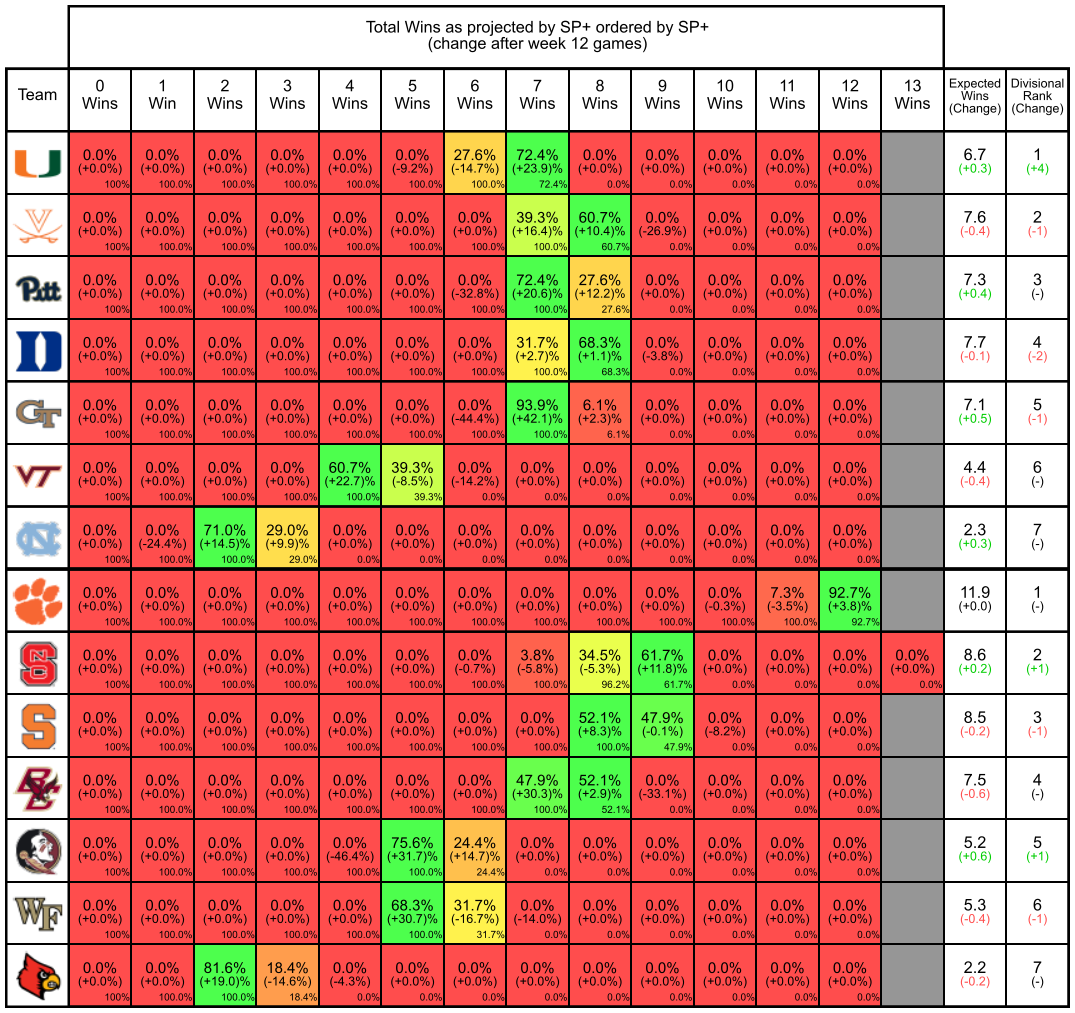 Total Wins as projected by SP+ ordered by SP+
(change after week 12 games)
Team 0 Wins 1 Win 2 Wins 3 Wins 4 Wins 5 Wins 6 Wins 7 Wins 8 Wins 9 Wins 10 Wins 11 Wins 12 Wins 13 Wins Expected Wins (Change) Divisional Rank (Change)
U 0.0% 0.0% 0.0% 0.0% 0.0% 0.0% 27.6% 72.4% 0.0% 0.0% 0.0% 0.0% 0.0% 6.7 1
(+0.0%) (+0.0%) (+0.0%) (+0.0%) (+0.0%) (-9.2%) (-14.7%) (+23.9)% (+0.0%) (+0.0%) (+0.0%) (+0.0%) (+0.0%) (+0.3) (+4)
100% 100.0% 100.0% 100.0% 100.0% 100.0% 100.0% 72.4% 0.0% 0.0% 0.0% 0.0% 0.0%
V 0.0% 0.0% 0.0% 0.0% 0.0% 0.0% 0.0% 39.3% 60.7% 0.0% 0.0% 0.0% 0.0% 7.6 2
(+0.0%) (+0.0%) (+0.0%) (+0.0%) (+0.0%) (+0.0%) (+0.0%) (+16.4)% (+10.4)% (-26.9%) (+0.0%) (+0.0%) (+0.0%) (-0.4) (-1)
100% 100.0% 100.0% 100.0% 100.0% 100.0% 100.0% 100.0% 60.7% 0.0% 0.0% 0.0% 0.0%
Pitt 0.0% 0.0% 0.0% 0.0% 0.0% 0.0% 0.0% 72.4% 27.6% 0.0% 0.0% 0.0% 0.0% 7.3 3
(+0.0%) (+0.0%) (+0.0%) (+0.0%) (+0.0%) (+0.0%) (-32.8%) (+20.6)% (+12.2)% (+0.0%) (+0.0%) (+0.0%) (+0.0%) (+0.4) (-)
100% 100.0% 100.0% 100.0% 100.0% 100.0% 100.0% 100.0% 27.6% 0.0% 0.0% 0.0% 0.0%
D 0.0% 0.0% 0.0% 0.0% 0.0% 0.0% 0.0% 31.7% 68.3% 0.0% 0.0% 0.0% 0.0% 7.7 4
(+0.0%) (+0.0%) (+0.0%) (+0.0%) (+0.0%) (+0.0%) (+0.0%) (+2.7)% (+1.1)% (-3.8%) (+0.0%) (+0.0%) (+0.0%) (-0.1) (-2)
100% 100.0% 100.0% 100.0% 100.0% 100.0% 100.0% 100.0% 68.3% 0.0% 0.0% 0.0% 0.0%
GT 0.0% 0.0% 0.0% 0.0% 0.0% 0.0% 0.0% 93.9% 6.1% 0.0% 0.0% 0.0% 0.0% 7.1 5
(+0.0%) (+0.0%) (+0.0%) (+0.0%) (+0.0%) (+0.0%) (-44.4%) (+42.1)% (+2.3)% (+0.0%) (+0.0%) (+0.0%) (+0.0%) (+0.5) (-1)
100% 100.0% 100.0% 100.0% 100.0% 100.0% 100.0% 100.0% 6.1% 0.0% 0.0% 0.0% 0.0%
VT 0.0% 0.0% 0.0% 0.0% 60.7% 39.3% 0.0% 0.0% 0.0% 0.0% 0.0% 0.0% 0.0% 4.4 6
(+0.0%) (+0.0%) (+0.0%) (+0.0%) (+22.7)% (-8.5%) (-14.2%) (+0.0%) (+0.0%) (+0.0%) (+0.0%) (+0.0%) (+0.0%) (-0.4) (-)
100% 100.0% 100.0% 100.0% 100.0% 39.3% 0.0% 0.0% 0.0% 0.0% 0.0% 0.0% 0.0%
NC 0.0% 0.0% 71.0% 29.0% 0.0% 0.0% 0.0% 0.0% 0.0% 0.0% 0.0% 0.0% 0.0% 2.3 7
(+0.0%) (-24.4%) (+14.5)% (+9.9)% (+0.0%) (+0.0%) (+0.0%) (+0.0%) (+0.0%) (+0.0%) (+0.0%) (+0.0%) (+0.0%) (+0.3) (-)
100% 100.0% 100.0% 29.0% 0.0% 0.0% 0.0% 0.0% 0.0% 0.0% 0.0% 0.0% 0.0%
0.0% 0.0% 0.0% 0.0% 0.0% 0.0% 0.0% 0.0% 0.0% 0.0% 0.0% 7.3% 92.7% 11.9 1
(+0.0%) (+0.0%) (+0.0%) (+0.0%) (+0.0%) (+0.0%) (+0.0%) (+0.0%) (+0.0%) (+0.0%) (-0.3%) (-3.5%) (+3.8)% (+0.0) (-)
100% 100.0% 100.0% 100.0% 100.0% 100.0% 100.0% 100.0% 100.0% 100.0% 100.0% 100.0% 92.7%
NCS 0.0% 0.0% 0.0% 0.0% 0.0% 0.0% 0.0% 3.8% 34.5% 61.7% 0.0% 0.0% 0.0% 0.0% 8.6 2
(+0.0%) (+0.0%) (+0.0%) (+0.0%) (+0.0%) (+0.0%) (-0.7%) (-5.8%) (-5.3%) (+11.8)% (+0.0%) (+0.0%) (+0.0%) (+0.0%) (+0.2) (+1)
100% 100.0% 100.0% 100.0% 100.0% 100.0% 100.0% 100.0% 96.2% 61.7% 0.0% 0.0% 0.0% 0.0%
S 0.0% 0.0% 0.0% 0.0% 0.0% 0.0% 0.0% 0.0% 52.1% 47.9% 0.0% 0.0% 0.0% 8.5 3
(+0.0%) (+0.0%) (+0.0%) (+0.0%) (+0.0%) (+0.0%) (+0.0%) (+0.0%) (+8.3)% (-0.1%) (-8.2%) (+0.0%) (+0.0%) (-0.2) (-1)
100% 100.0% 100.0% 100.0% 100.0% 100.0% 100.0% 100.0% 100.0% 47.9% 0.0% 0.0% 0.0%
BC 0.0% 0.0% 0.0% 0.0% 0.0% 0.0% 0.0% 47.9% 52.1% 0.0% 0.0% 0.0% 0.0% 7.5 4
(+0.0%) (+0.0%) (+0.0%) (+0.0%) (+0.0%) (+0.0%) (+0.0%) (+30.3)% (+2.9)% (-33.1%) (+0.0%) (+0.0%) (+0.0%) (-0.6) (-)
100% 100.0% 100.0% 100.0% 100.0% 100.0% 100.0% 100.0% 52.1% 0.0% 0.0% 0.0% 0.0%
0.0% 0.0% 0.0% 0.0% 0.0% 75.6% 24.4% 0.0% 0.0% 0.0% 0.0% 0.0% 0.0% 5.2 5
(+0.0%) (+0.0%) (+0.0%) (+0.0%) (-46.4%) (+31.7)% (+14.7)% (+0.0%) (+0.0%) (+0.0%) (+0.0%) (+0.0%) (+0.0%) (+0.6) (+1)
100% 100.0% 100.0% 100.0% 100.0% 100.0% 24.4% 0.0% 0.0% 0.0% 0.0% 0.0% 0.0%
WF 0.0% 0.0% 0.0% 0.0% 0.0% 68.3% 31.7% 0.0% 0.0% 0.0% 0.0% 0.0% 0.0% 5.3 6
(+0.0%) (+0.0%) (+0.0%) (+0.0%) (+0.0%) (+30.7)% (-16.7%) (-14.0%) (+0.0%) (+0.0%) (+0.0%) (+0.0%) (+0.0%) (-0.4) (-1)
100% 100.0% 100.0% 100.0% 100.0% 100.0% 31.7% 0.0% 0.0% 0.0% 0.0% 0.0% 0.0%
0.0% 0.0% 81.6% 18.4% 0.0% 0.0% 0.0% 0.0% 0.0% 0.0% 0.0% 0.0% 0.0% 2.2 7
(+0.0%) (+0.0%) (+19.0)% (-14.6%) (-4.3%) (+0.0%) (+0.0%) (+0.0%) (+0.0%) (+0.0%) (+0.0%) (+0.0%) (+0.0%) (-0.2) (-)
100% 100.0% 100.0% 18.4% 0.0% 0.0% 0.0% 0.0% 0.0% 0.0% 0.0% 0.0% 0.0%